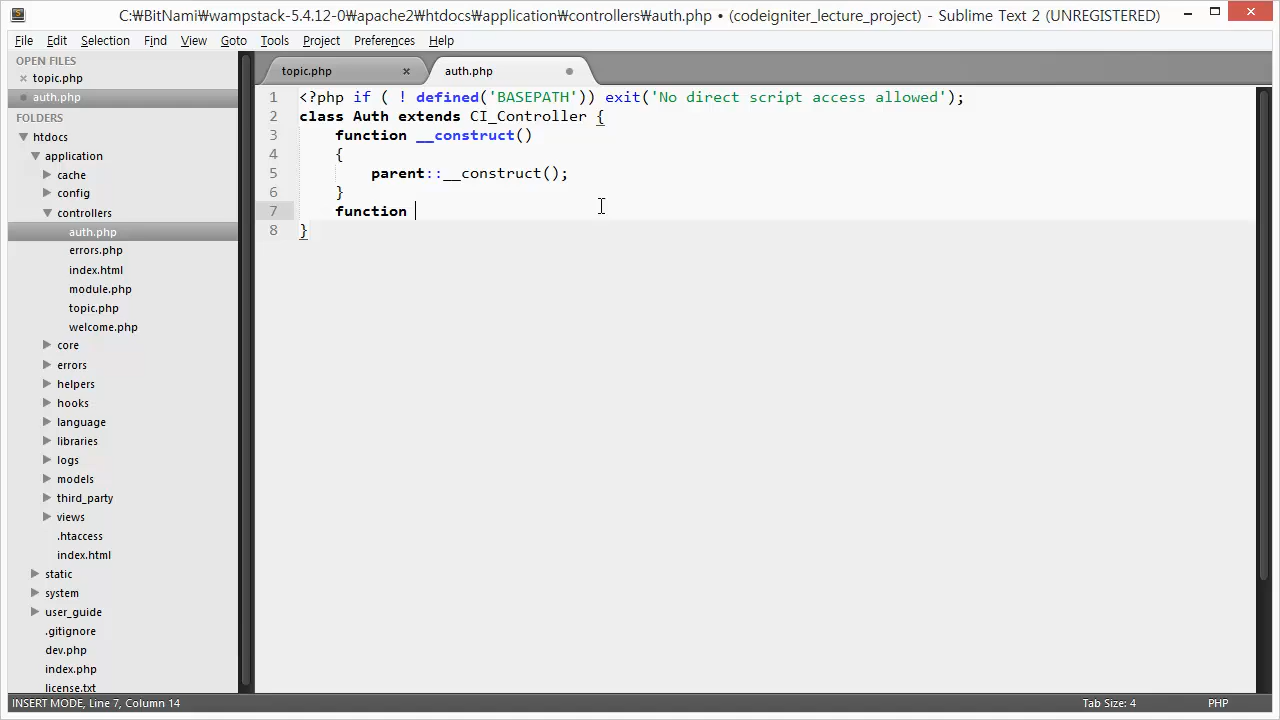 C:₩BitNami₩wampstack-5.4.12-0₩apache2₩htdocs₩application₩controllers₩auth.php • (codeigniter_lecture_project) - Sublime Text 2 (UNREGISTERED)
File Edit Selection Find View Goto Tools Project Preferences Help
OPEN FILES
topic.php
auth.php
FOLDERS
htdocs
application
cache
config
controllers
auth.php
errors.php
index.html
module.php
topic.php
welcome.php
core
errors
helpers
hooks
language
libraries
logs
models
third_party
views
.htaccess
index.html
static
system
user_guide
.gitignore
dev.php
index.php
license.txt
topic.php auth.php
1 <?php if ( ! defined('BASEPATH')) exit('No direct script access allowed');
2 class Auth extends CI_Controller {
3 function __construct()
4 {
5 parent::__construct();
6 }
7 function
8 }
INSERT MODE, Line 7, Column 14 Tab Size: 4 PHP